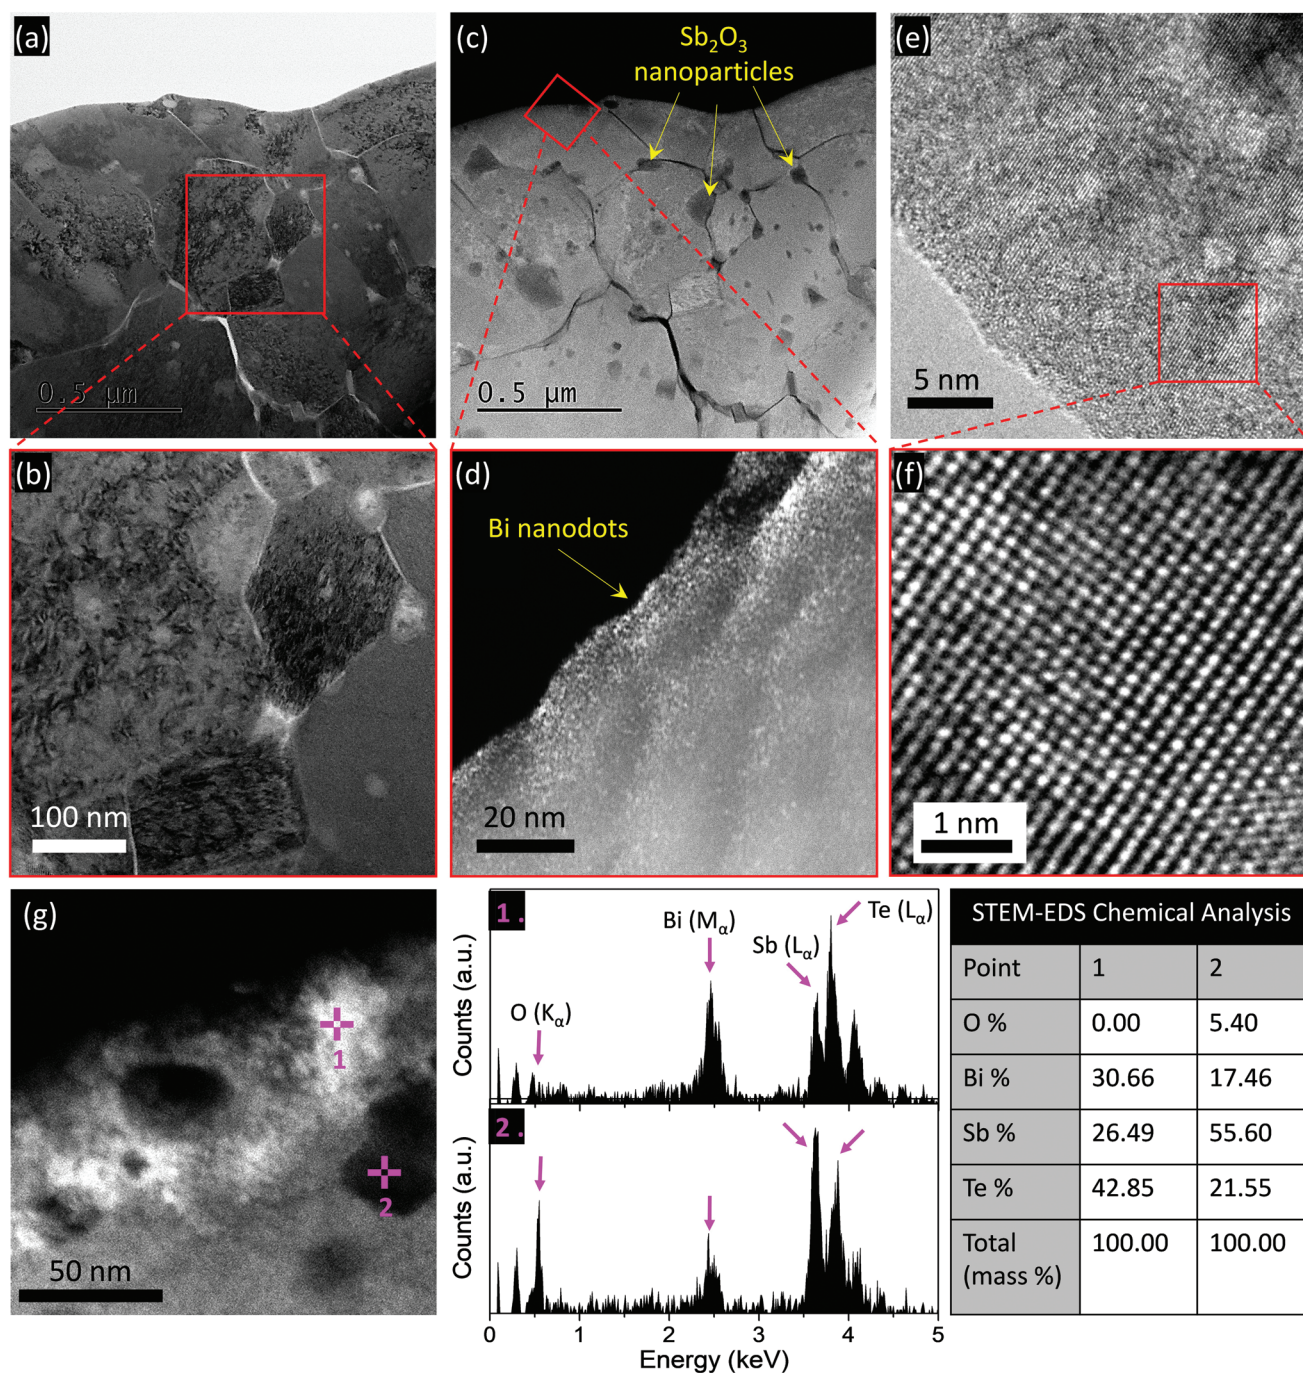 (a)
0.5 μm
(c)
Sb₂O₃
nanoparticles
0.5 μm
(e)
5 nm
(b)
100 nm
(d)
Bi nanodots
20 nm
(f)
1 nm
(g)
1
2
50 nm
1.
Bi (Mα)
Te (Lα)
Sb (Lα)
O (Kα)
Counts (a.u.)
2.
Counts (a.u.)
0 1 2 3 4 5
Energy (keV)
STEM-EDS Chemical Analysis
Point 1 2
O % 0.00 5.40
Bi % 30.66 17.46
Sb % 26.49 55.60
Te % 42.85 21.55
Total
(mass %) 100.00 100.00